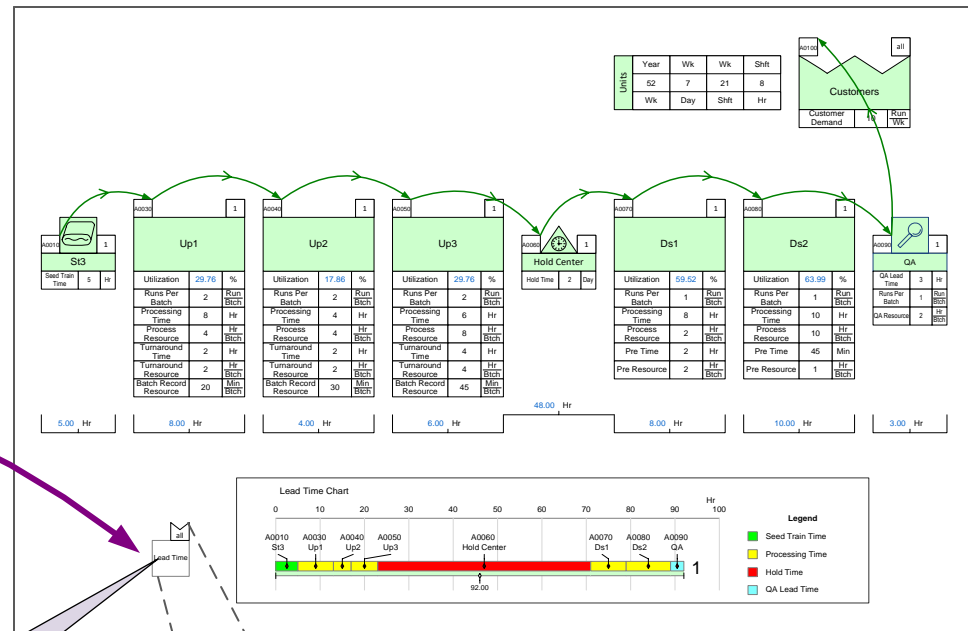 Units
Year Wk Wk Shft
52 7 21 8
Wk Day Shft Hr
A0100 all
Customers
Customer Demand 10 Run Wk
A0010 1
St3
Seed Train Time 5 Hr
A0030 1
Up1
Utilization 29.76 %
Runs Per Batch 2 Run Btch
Processing Time 8 Hr
Process Resource 4 Hr Btch
Turnaround Time 2 Hr
Turnaround Resource 2 Hr Btch
Batch Record Resource 20 Min Btch
A0040 1
Up2
Utilization 17.86 %
Runs Per Batch 2 Run Btch
Processing Time 4 Hr
Process Resource 4 Hr Btch
Turnaround Time 2 Hr
Turnaround Resource 2 Hr Btch
Batch Record Resource 30 Min Btch
A0050 1
Up3
Utilization 29.76 %
Runs Per Batch 2 Run Btch
Processing Time 6 Hr
Process Resource 8 Hr Btch
Turnaround Time 4 Hr
Turnaround Resource 4 Hr Btch
Batch Record Resource 45 Min Btch
A0060 1
Hold Center
Hold Time 2 Day
A0070 1
Ds1
Utilization 59.52 %
Runs Per Batch 1 Run Btch
Processing Time 8 Hr
Process Resource 2 Hr Btch
Pre Time 2 Hr
Pre Resource 2 Hr Btch
A0080 1
Ds2
Utilization 63.99 %
Runs Per Batch 1 Run Btch
Processing Time 10 Hr
Process Resource 10 Hr Btch
Pre Time 45 Min
Pre Resource 1 Hr Btch
A0090 1
QA
QA Lead Time 3 Hr
Runs Per Batch 1 Run Btch
QA Resource 2 Hr Btch
5.00 Hr 8.00 Hr 4.00 Hr 6.00 Hr 48.00 Hr 8.00 Hr 10.00 Hr 3.00 Hr
all
Lead Time
Lead Time Chart
Hr
0 10 20 30 40 50 60 70 80 90 100
A0010 A0030 A0040 A0050 A0060 A0070 A0080 A0090
St3 Up1 Up2 Up3 Hold Center Ds1 Ds2 QA
1
92.00
Legend
Seed Train Time
Processing Time
Hold Time
QA Lead Time